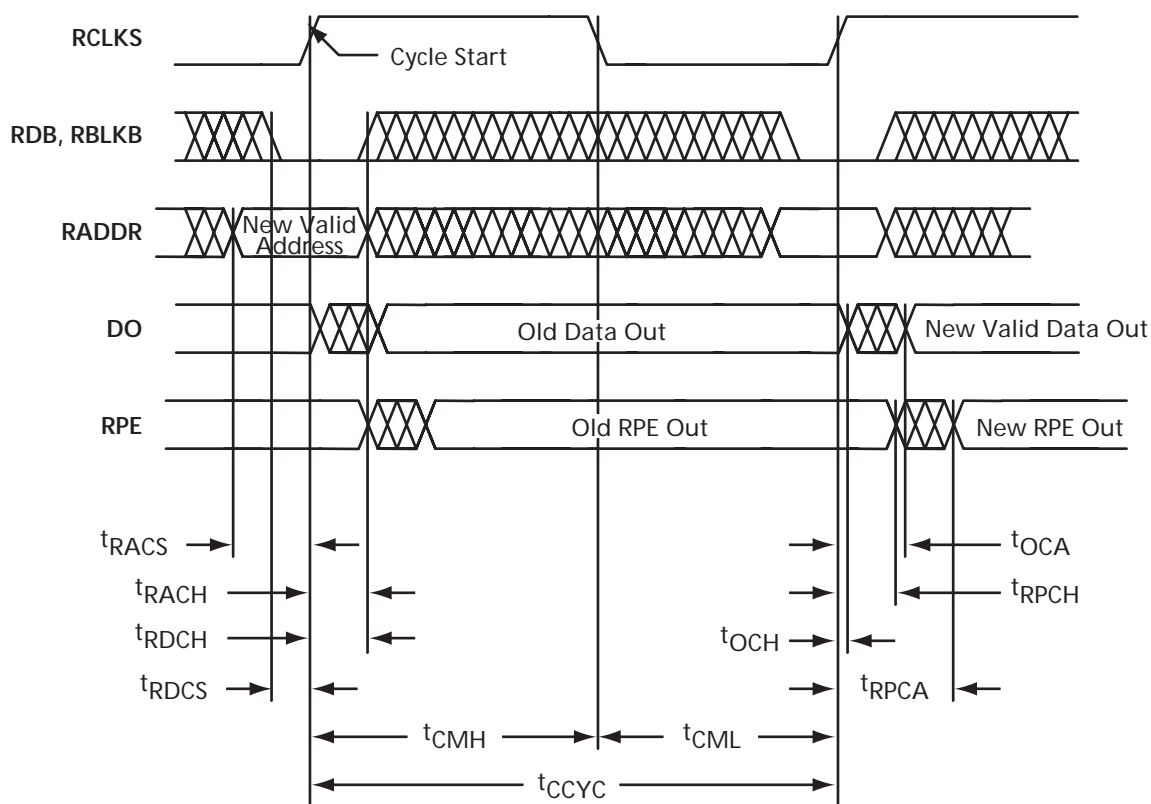 RCLKS
Cycle Start
RDB, RBLKB
RADDR
New Valid
Address
DO
Old Data Out
New Valid Data Out
RPE
Old RPE Out
New RPE Out
tRACS
tOCA
tRACH
tRPCH
tRDCH
tOCH
tRDCS
tRPCA
tCMH
tCML
tCCYC